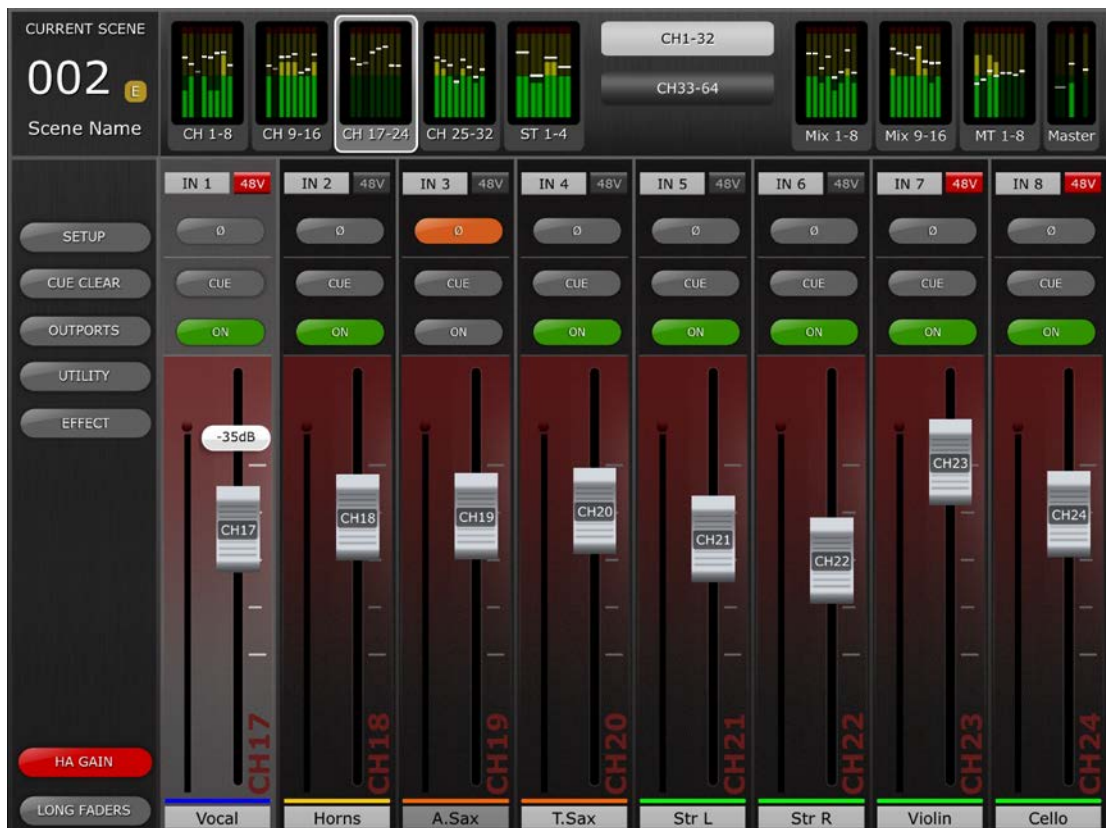 CURRENT SCENE
002 E
Scene Name
CH 1-8
CH 9-16
CH 17-24
CH 25-32
ST 1-4
CH1-32
CH33-64
Mix 1-8
Mix 9-16
MT 1-8
Master
IN 1 48V
IN 2 48V
IN 3 48V
IN 4 48V
IN 5 48V
IN 6 48V
IN 7 48V
IN 8 48V
SETUP
Ø Ø Ø Ø Ø Ø Ø Ø
CUE CLEAR
CUE CUE CUE CUE CUE CUE CUE CUE
OUTPORTS
ON ON ON ON ON ON ON ON
UTILITY
EFFECT
-35dB
CH17
CH18
CH19
CH20
CH21
CH22
CH23
CH24
CH17
CH18
CH19
CH20
CH21
CH22
CH23
CH24
HA GAIN
LONG FADERS
Vocal
Horns
A.Sax
T.Sax
Str L
Str R
Violin
Cello